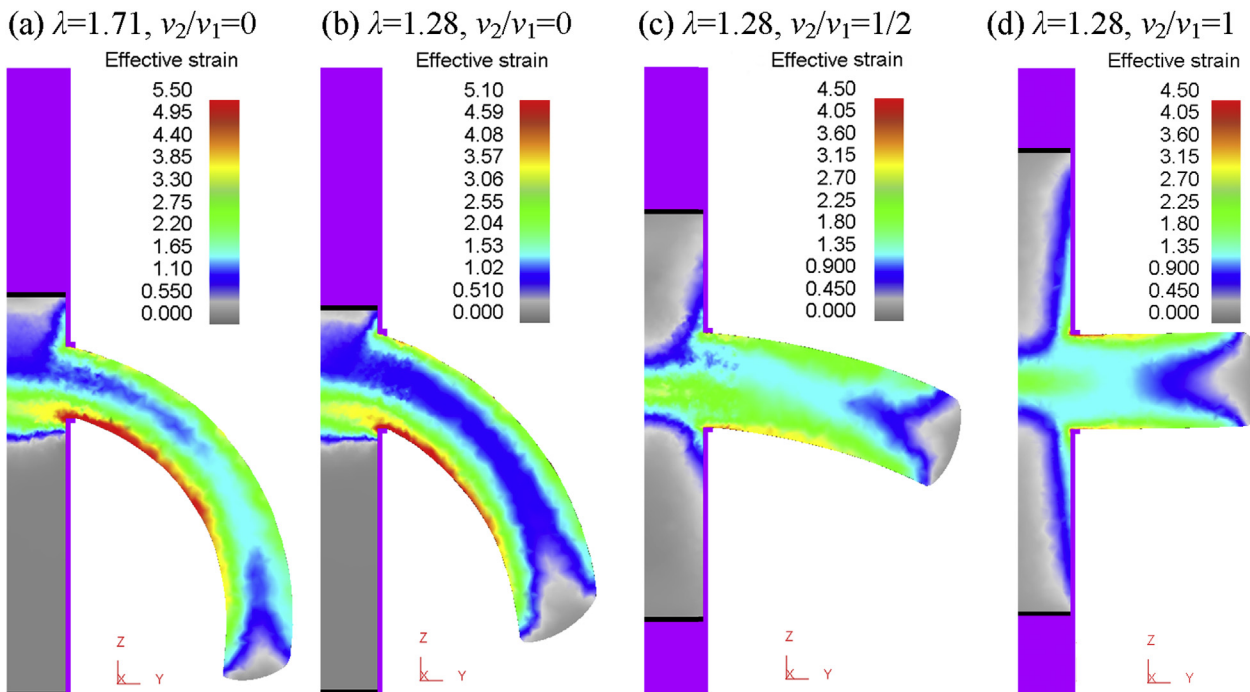 (a) λ=1.71, v₂/v₁=0
Effective strain
5.50
4.95
4.40
3.85
3.30
2.75
2.20
1.65
1.10
0.550
0.000
Z
X Y
(b) λ=1.28, v₂/v₁=0
Effective strain
5.10
4.59
4.08
3.57
3.06
2.55
2.04
1.53
1.02
0.510
0.000
Z
X Y
(c) λ=1.28, v₂/v₁=1/2
Effective strain
4.50
4.05
3.60
3.15
2.70
2.25
1.80
1.35
0.900
0.450
0.000
Z
X Y
(d) λ=1.28, v₂/v₁=1
Effective strain
4.50
4.05
3.60
3.15
2.70
2.25
1.80
1.35
0.900
0.450
0.000
Z
X Y